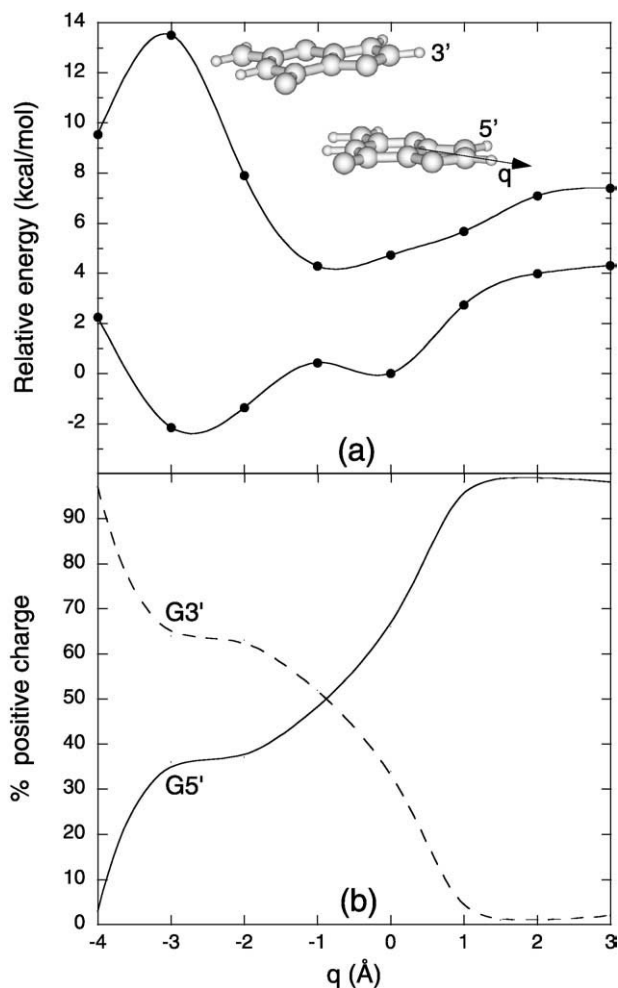 14
12
10
8
6
4
2
0
-2
Relative energy (kcal/mol)
3'
5'
q
(a)
90
80
70
60
50
40
30
20
10
0
% positive charge
G3'
G5'
(b)
-4 -3 -2 -1 0 1 2 3
q (Å)